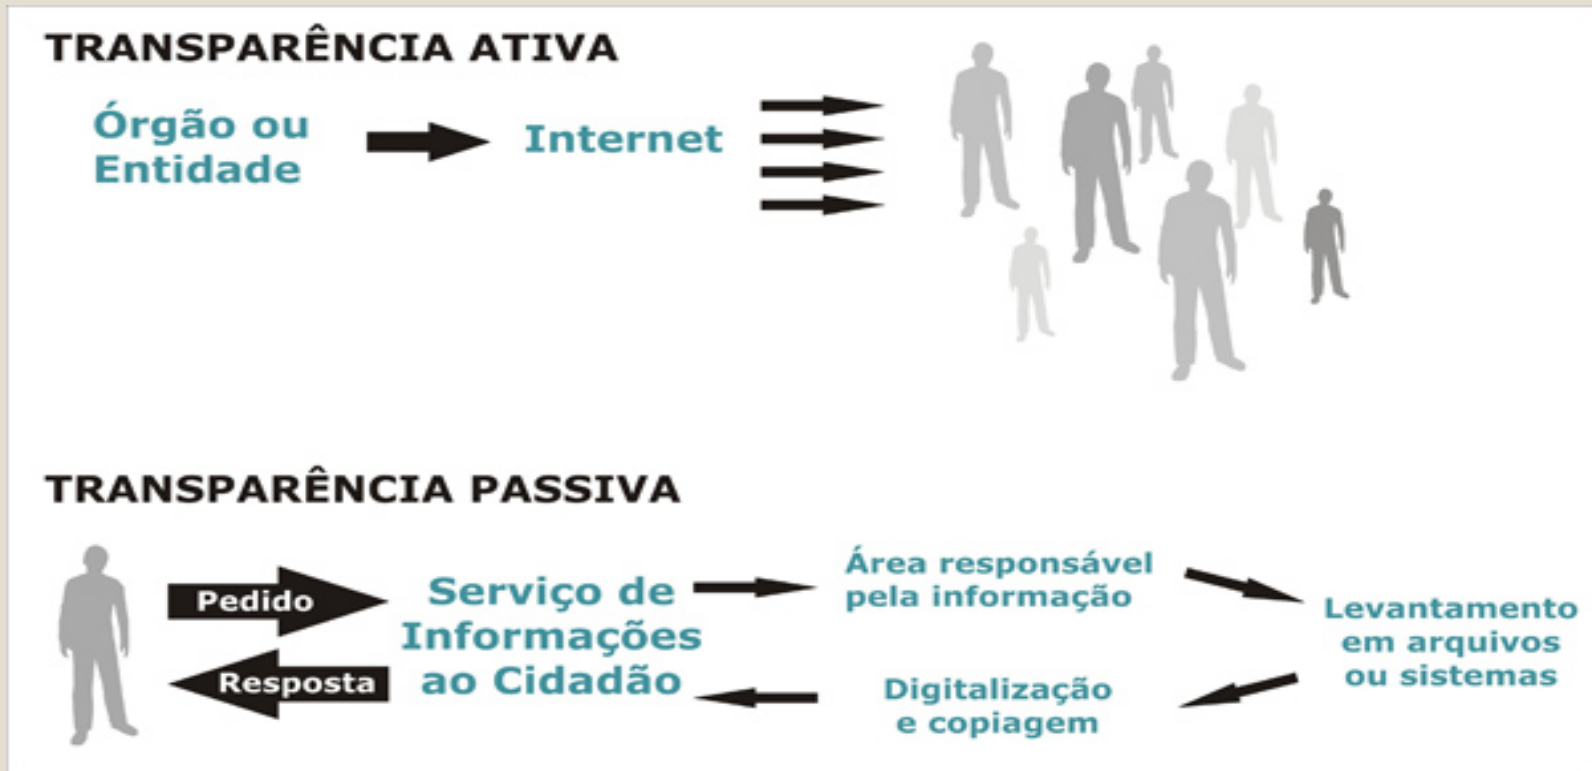 TRANSPARÊNCIA ATIVA
Órgão ou
Entidade
Internet
TRANSPARÊNCIA PASSIVA
Pedido
Resposta
Serviço de
Informações
ao Cidadão
Área responsável
pela informação
Levantamento
em arquivos
ou sistemas
Digitalização
e copiagem